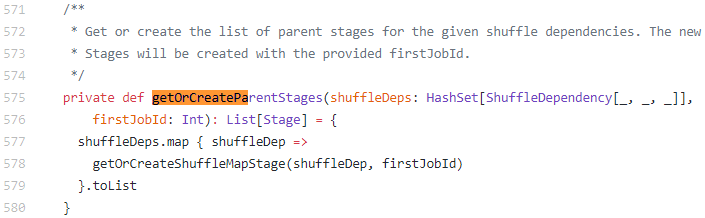 571 /**
572 * Get or create the list of parent stages for the given shuffle dependencies. The new
573 * Stages will be created with the provided firstJobId.
574 */
575 private def getOrCreateParentStages(shuffleDeps: HashSet[ShuffleDependency[_, _, _]],
576 firstJobId: Int): List[Stage] = {
577 shuffleDeps.map { shuffleDep =>
578 getOrCreateShuffleMapStage(shuffleDep, firstJobId)
579 }.toList
580 }